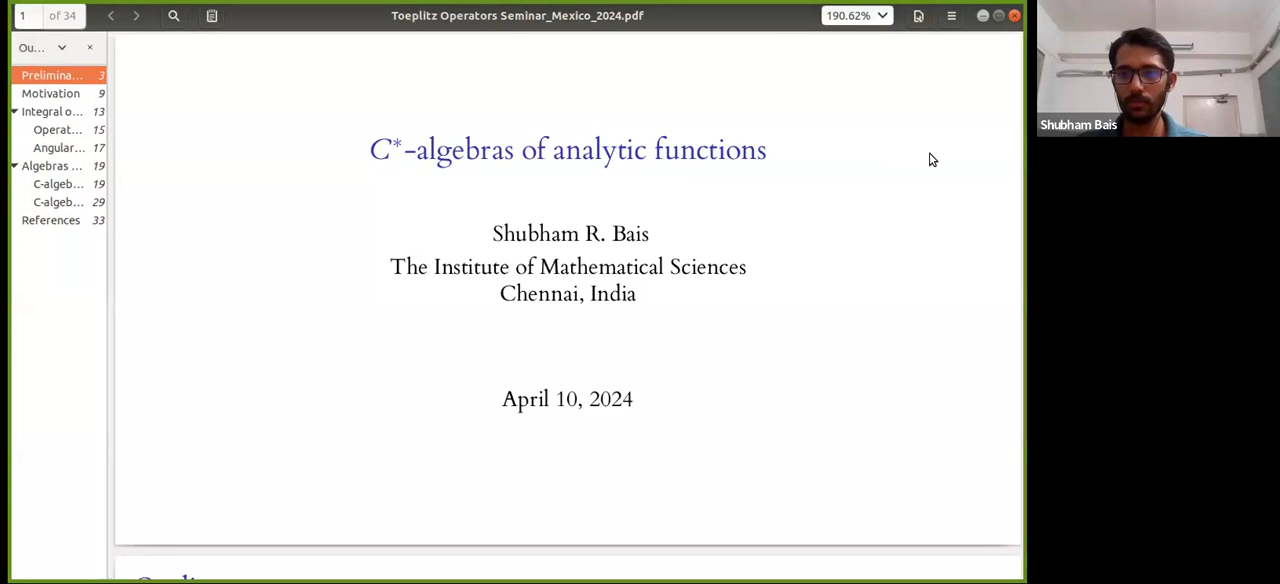 1 of 34
Toeplitz Operators Seminar_Mexico_2024.pdf
190.62%
Ou...
Prelimina... 3
Motivation 9
Integral o... 13
Operat... 15
Angular... 17
Algebras ... 19
C-algeb... 19
C-algeb... 29
References 33
C*-algebras of analytic functions
Shubham R. Bais
The Institute of Mathematical Sciences
Chennai, India
April 10, 2024
Shubham Bais